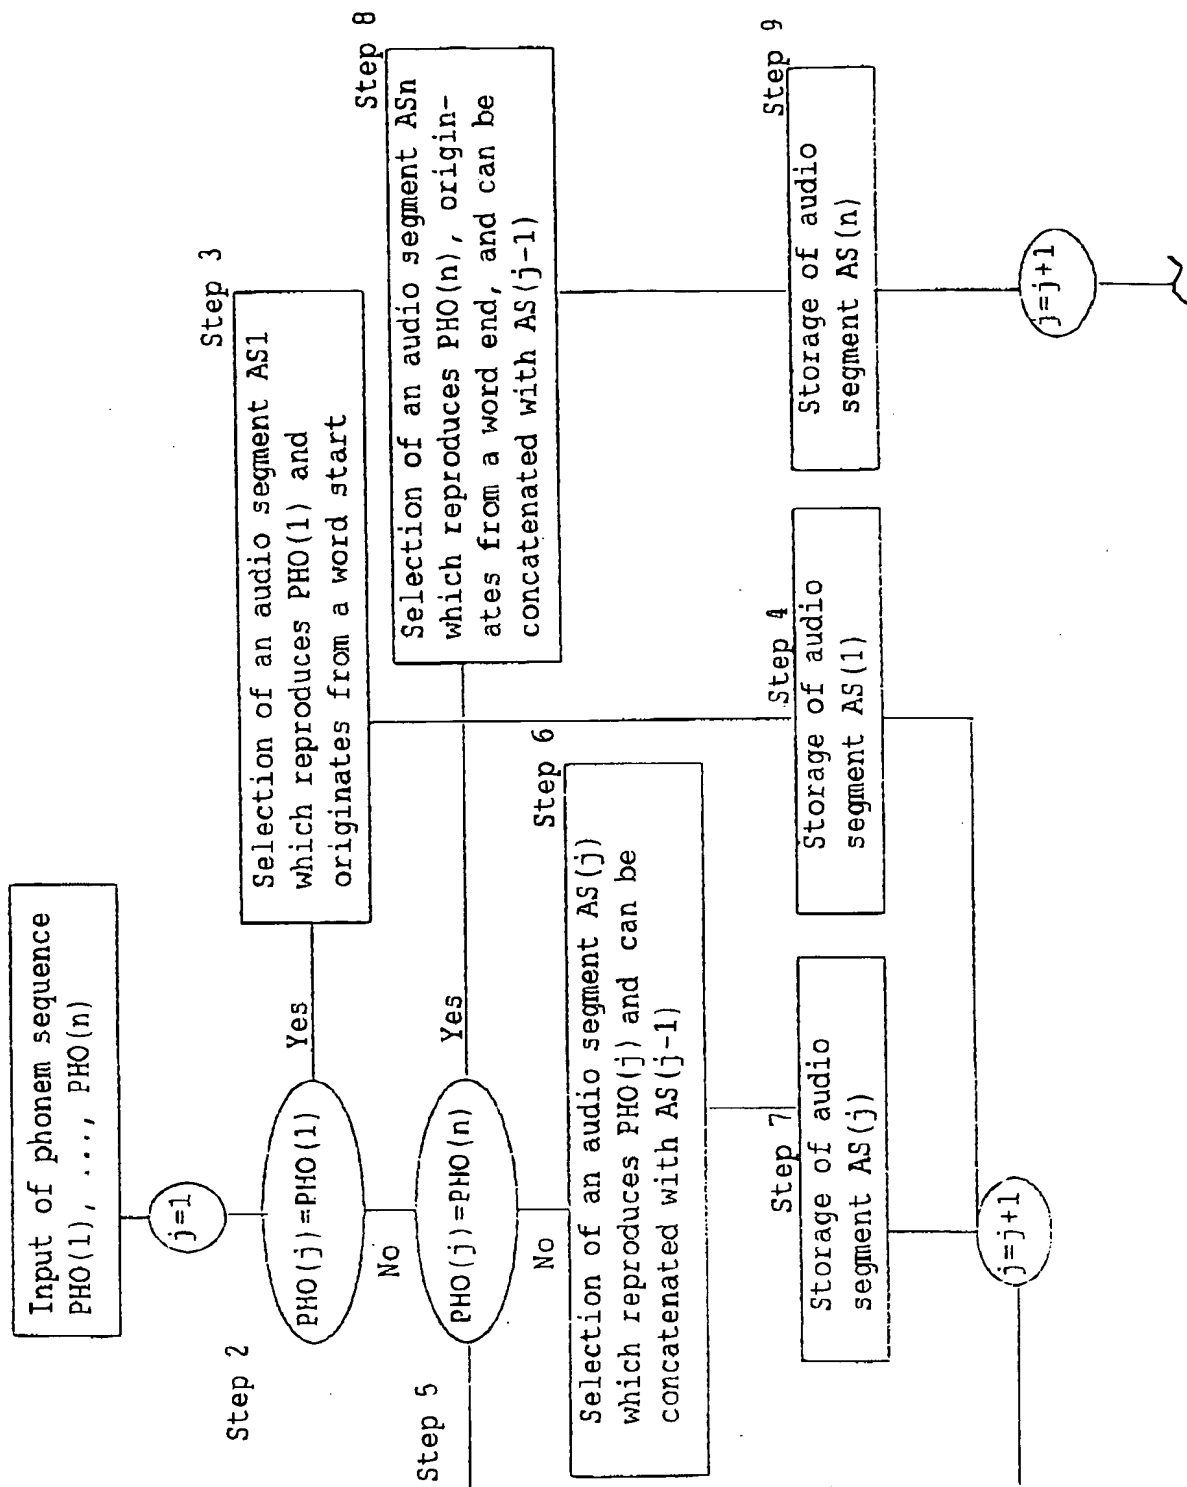 Input of phonem sequence
PHO(1), ..., PHO(n)
j=1
Step 2
PHO(j)=PHO(1)
Yes
No
Step 3
Selection of an audio segment AS1
which reproduces PHO(1) and
originates from a word start
Step 4
Storage of audio
segment AS(1)
Step 5
PHO(j)=PHO(n)
Yes
No
Step 6
Selection of an audio segment AS(j)
which reproduces PHO(j) and can be
concatenated with AS(j-1)
Step 7
Storage of audio
segment AS(j)
j=j+1
Step 8
Selection of an audio segment ASn
which reproduces PHO(n), origin-
ates from a word end, and can be
concatenated with AS(j-1)
Step 9
Storage of audio
segment AS(n)
j=j+1